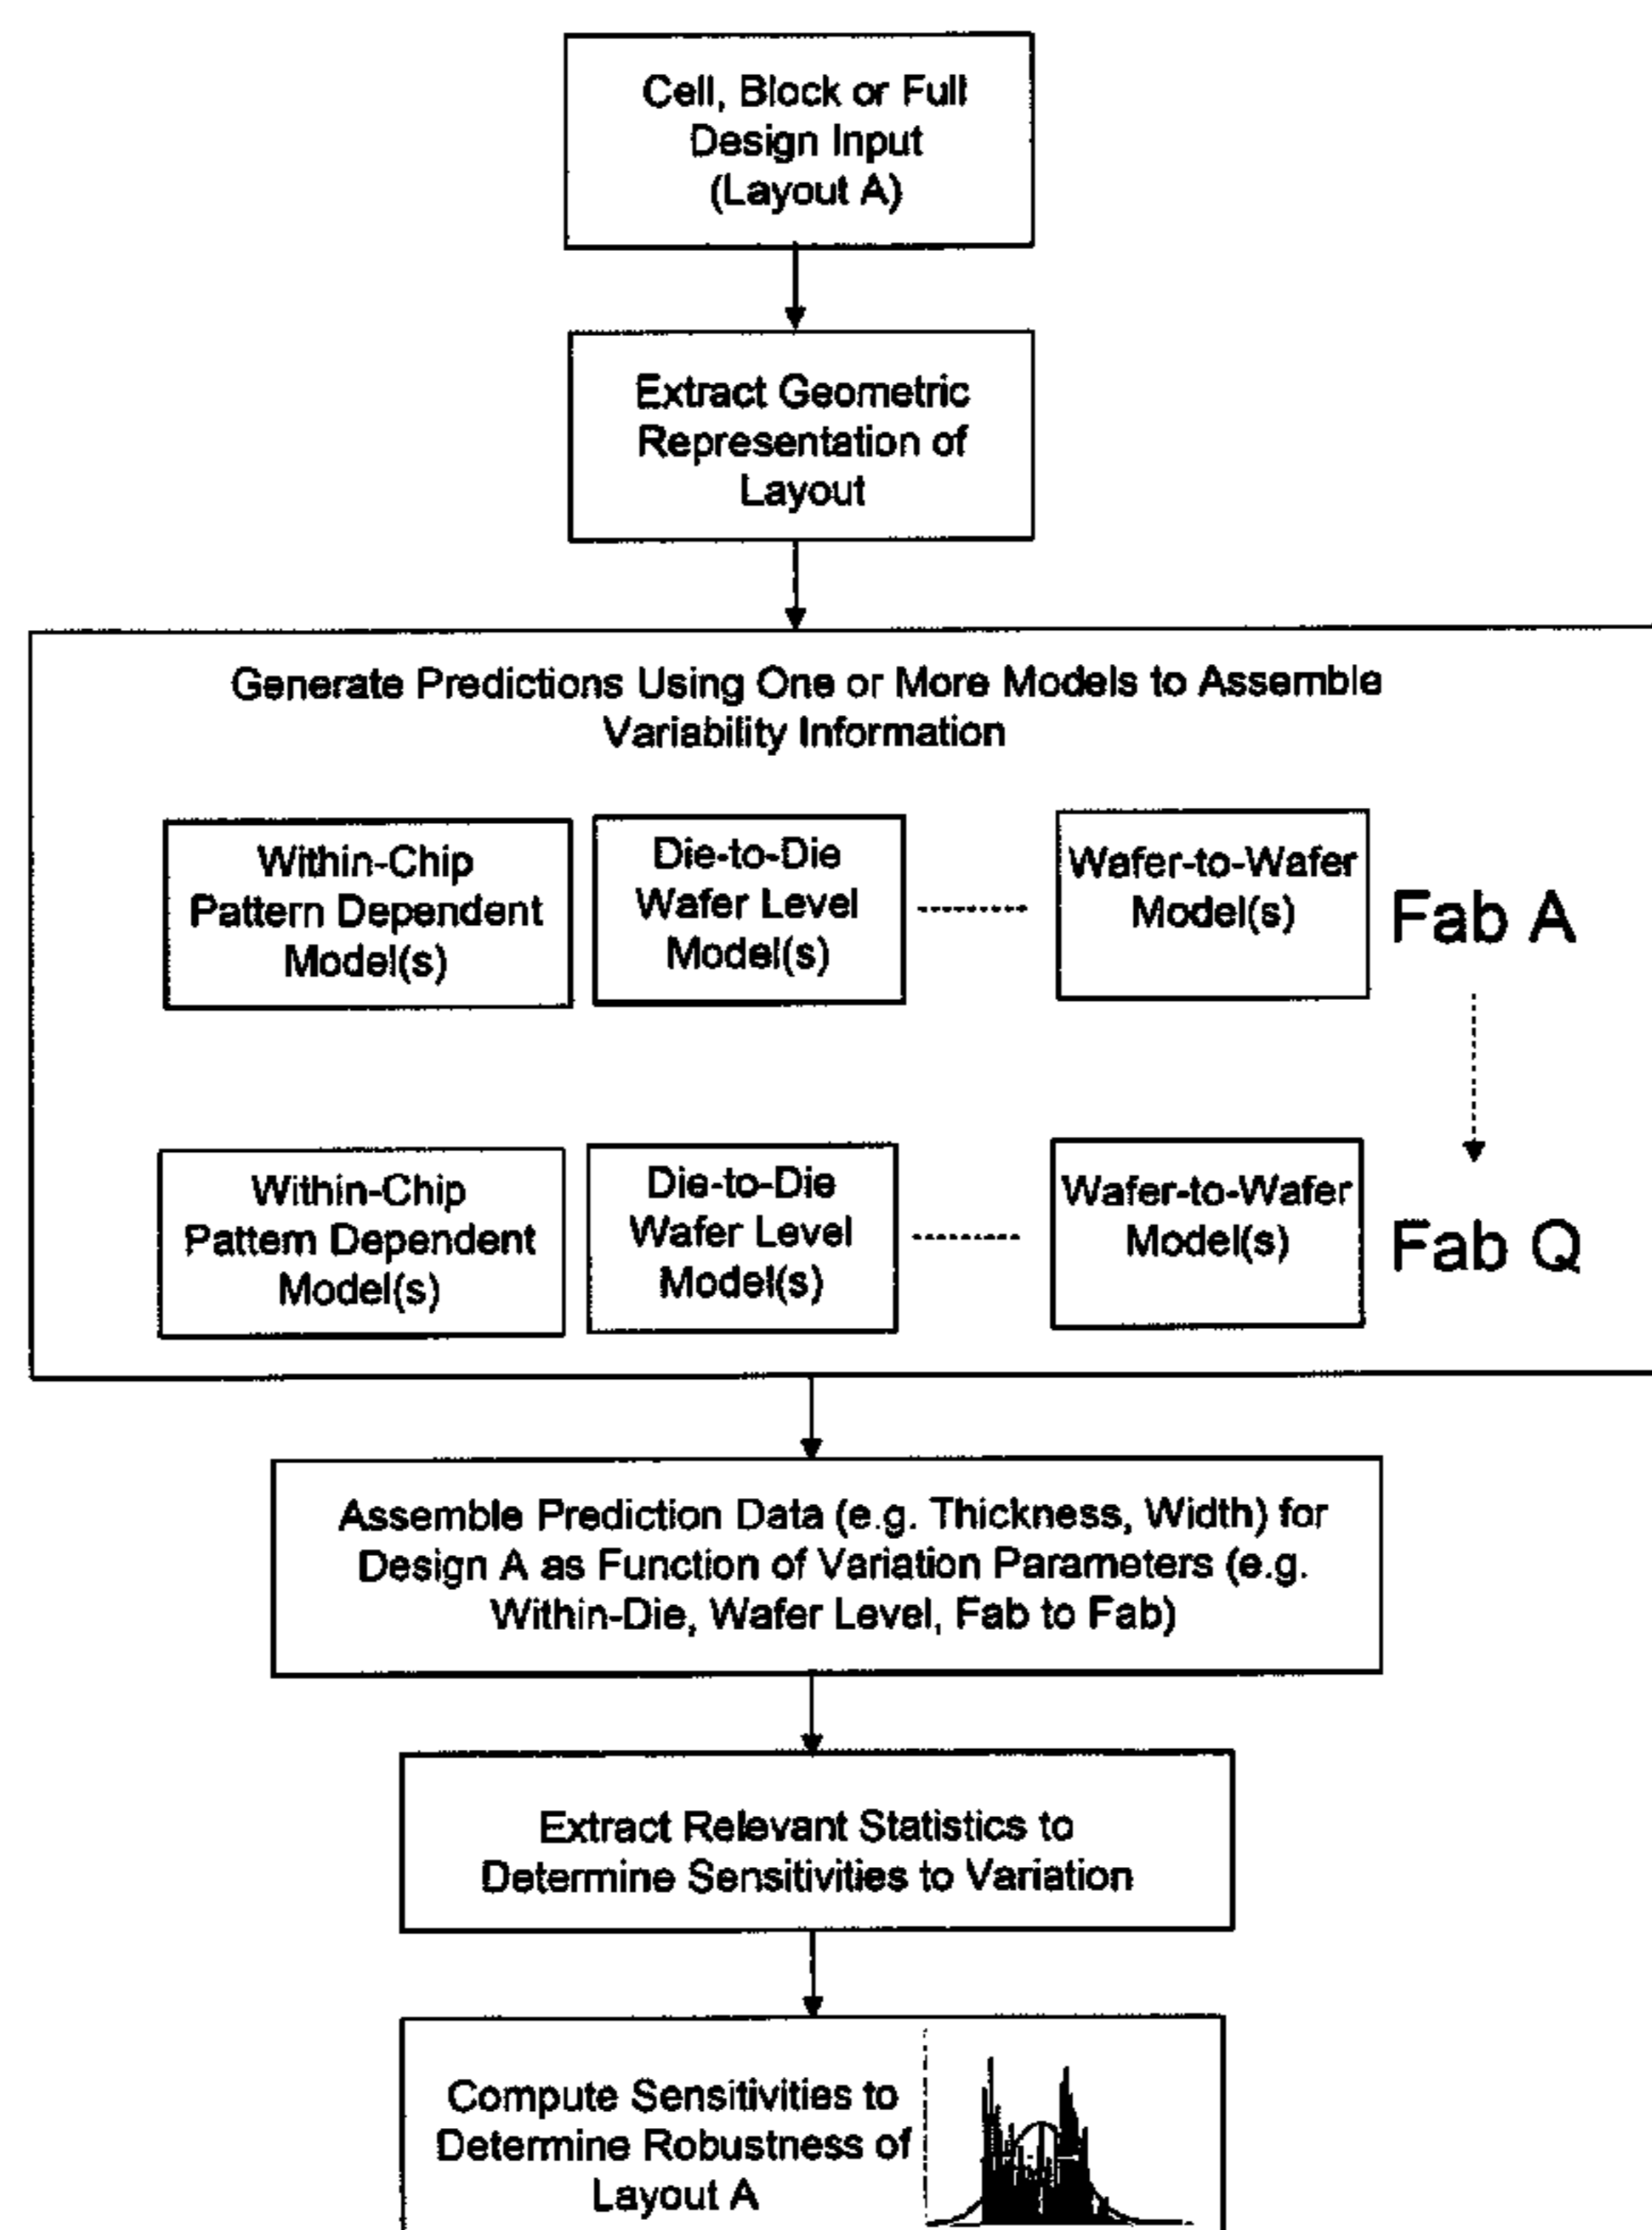 Cell, Block or Full
Design Input
(Layout A)
Extract Geometric
Representation of
Layout
Generate Predictions Using One or More Models to Assemble
Variability Information
Within-Chip
Pattern Dependent
Model(s)
Die-to-Die
Wafer Level
Model(s)
Wafer-to-Wafer
Model(s)
Fab A
Within-Chip
Pattern Dependent
Model(s)
Die-to-Die
Wafer Level
Model(s)
Wafer-to-Wafer
Model(s)
Fab Q
Assemble Prediction Data (e.g. Thickness, Width) for
Design A as Function of Variation Parameters (e.g.
Within-Die, Wafer Level, Fab to Fab)
Extract Relevant Statistics to
Determine Sensitivities to Variation
Compute Sensitivities to
Determine Robustness of
Layout A